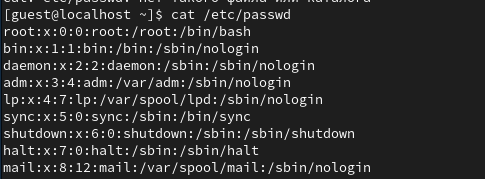 [guest@localhost ~]$ cat /etc/passwd
root:x:0:0:root:/root:/bin/bash
bin:x:1:1:bin:/bin:/sbin/nologin
daemon:x:2:2:daemon:/sbin:/sbin/nologin
adm:x:3:4:adm:/var/adm:/sbin/nologin
lp:x:4:7:lp:/var/spool/lpd:/sbin/nologin
sync:x:5:0:sync:/sbin:/bin/sync
shutdown:x:6:0:shutdown:/sbin:/sbin/shutdown
halt:x:7:0:halt:/sbin:/sbin/halt
mail:x:8:12:mail:/var/spool/mail:/sbin/nologin